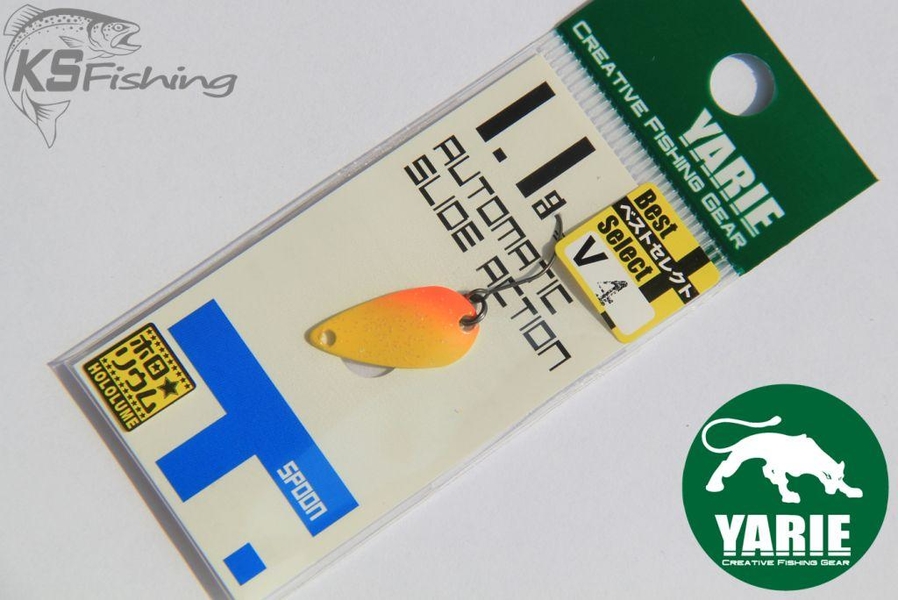 KSFishing
CREATIVE FISHING GEAR
YARIE
1.1g
AUTOMATIC
SLIDE ACTION
Best
ベストセレクト
Select
V4
ホロ★
リウム
HOLOLUME
T.
SPOON
YARIE
CREATIVE FISHING GEAR